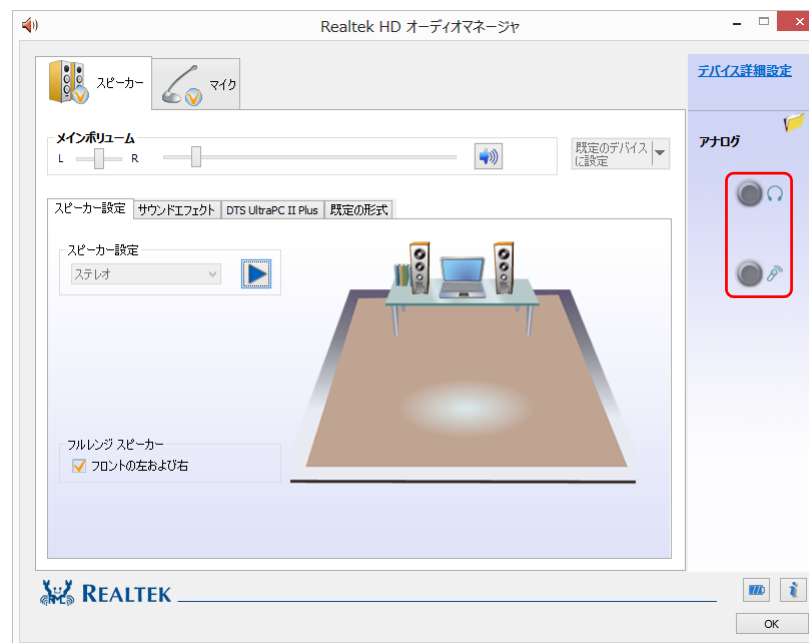 Realtek HD オーディオマネージャ
スピーカー
マイク
デバイス詳細設定
メインボリューム
L
R
既定のデバイス
に設定
アナログ
スピーカー設定
サウンドエフェクト
DTS UltraPC II Plus
既定の形式
スピーカー設定
ステレオ
フルレンジ スピーカー
フロントの左および右
REALTEK
OK